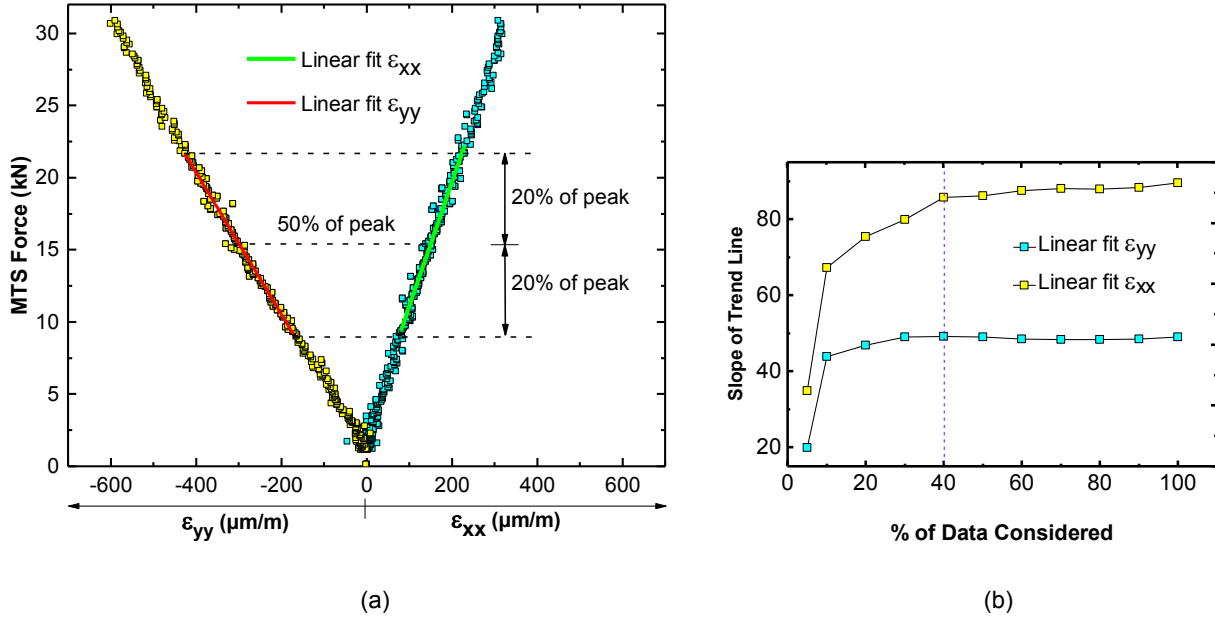 30
25
20
15
10
5
0
MTS Force (kN)
Linear fit εxx
Linear fit εyy
20% of peak
50% of peak
20% of peak
-600 -400 -200 0 200 400 600
εyy (μm/m) εxx (μm/m)
(a)
80
60
40
20
Slope of Trend Line
Linear fit εyy
Linear fit εxx
0 20 40 60 80 100
% of Data Considered
(b)